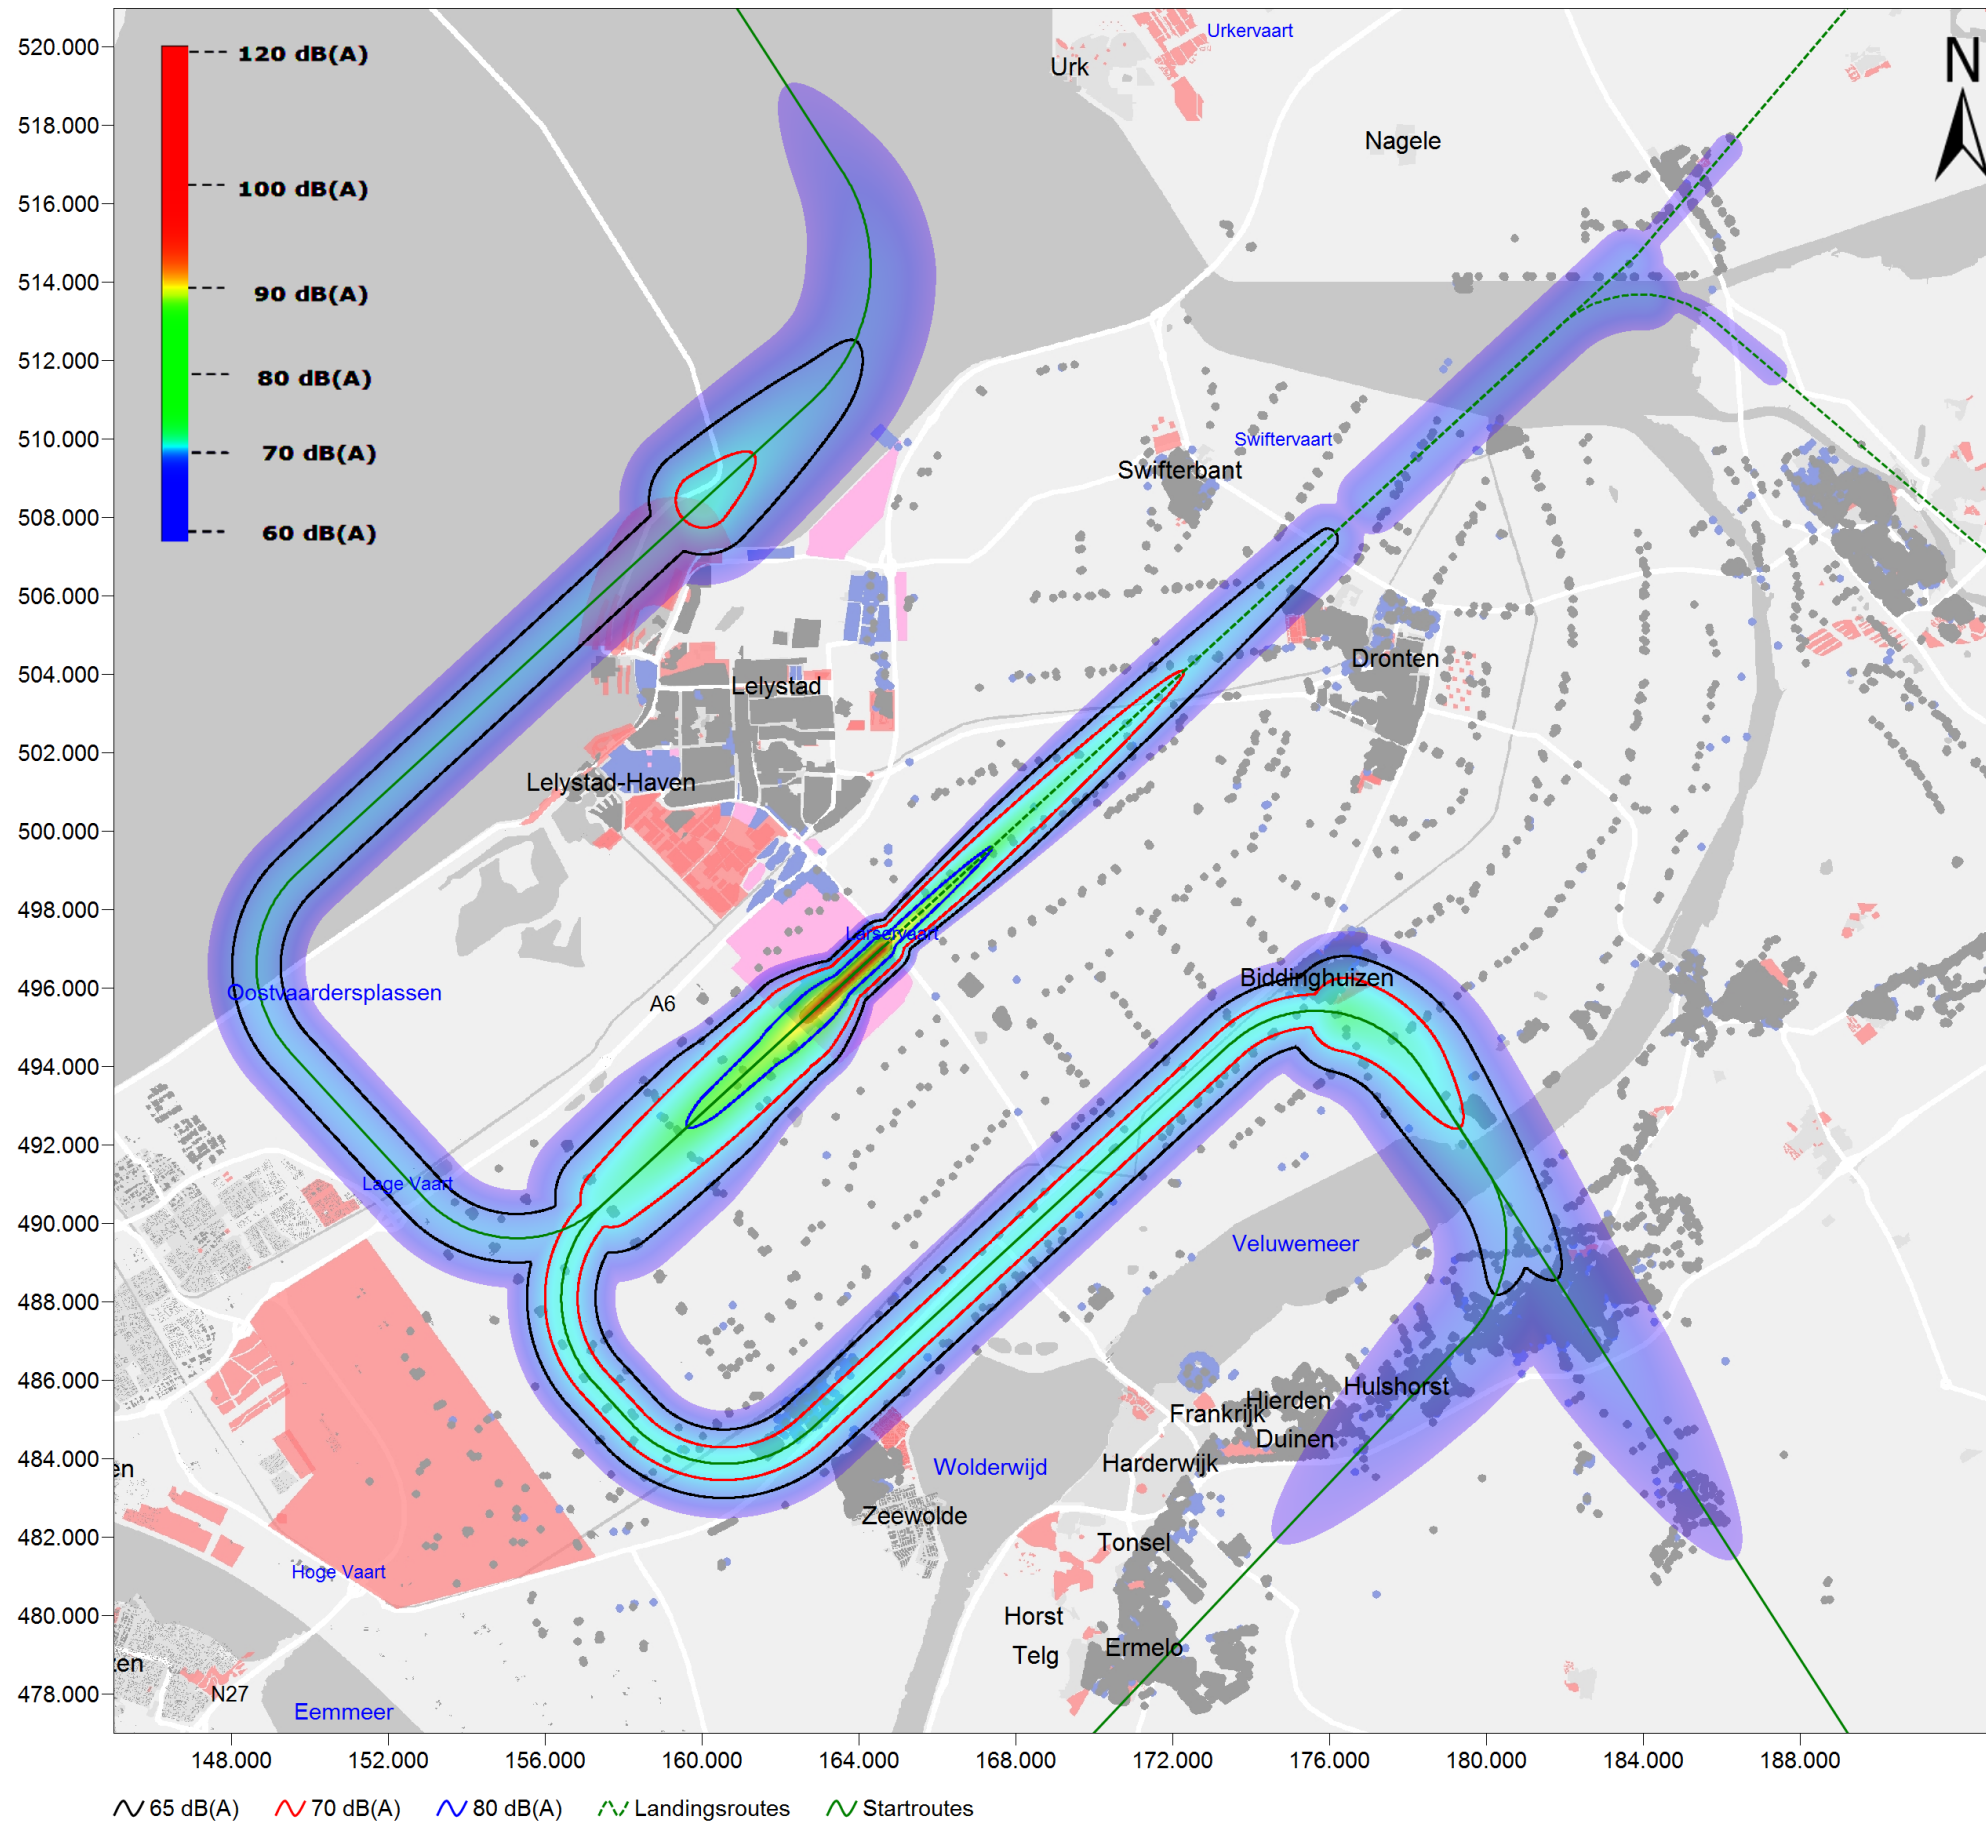 520.000
518.000
516.000
514.000
512.000
510.000
508.000
506.000
504.000
502.000
500.000
498.000
496.000
494.000
492.000
490.000
488.000
486.000
484.000
482.000
480.000
478.000
120 dB(A)
100 dB(A)
90 dB(A)
80 dB(A)
70 dB(A)
60 dB(A)
Urkervaart
Urk
N
Nagele
Swiftervaart
Swifterbant
Dronten
Lelystad
Lelystad-Haven
Larservaart
Biddinghuizen
Oostvaardersplassen
A6
Lage Vaart
Veluwemeer
Hulshorst
Hierden
Frankrijk
Duinen
en
Wolderwijd
Harderwijk
Zeewolde
Tonsel
Hoge Vaart
Horst
Ermelo
Telg
zen
N27
Eemmeer
148.000 152.000 156.000 160.000 164.000 168.000 172.000 176.000 180.000 184.000 188.000
65 dB(A) 70 dB(A) 80 dB(A) Landingsroutes Startroutes